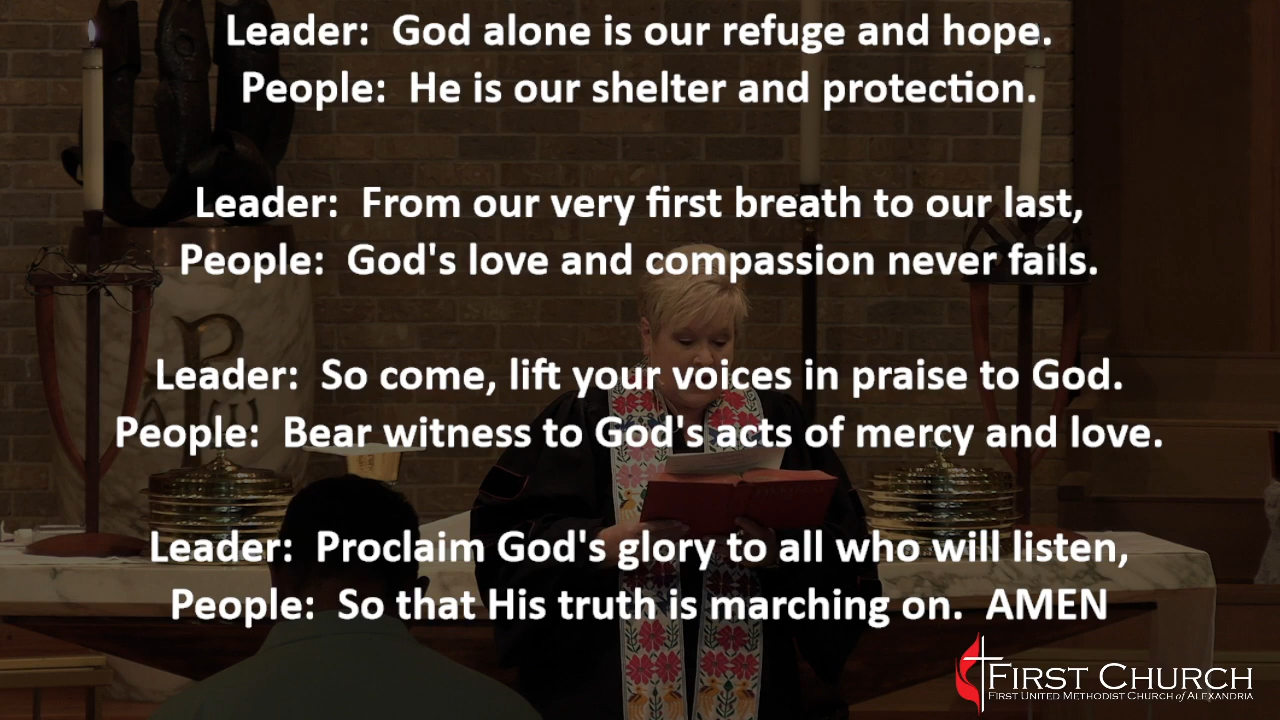 Leader:  God alone is our refuge and hope.
People:  He is our shelter and protection.
Leader:  From our very first breath to our last,
People:  God's love and compassion never fails.
Leader:  So come, lift your voices in praise to God.
People:  Bear witness to God's acts of mercy and love.
Leader:  Proclaim God's glory to all who will listen,
People:  So that His truth is marching on.  AMEN
First Church
First United Methodist Church of Alexandria